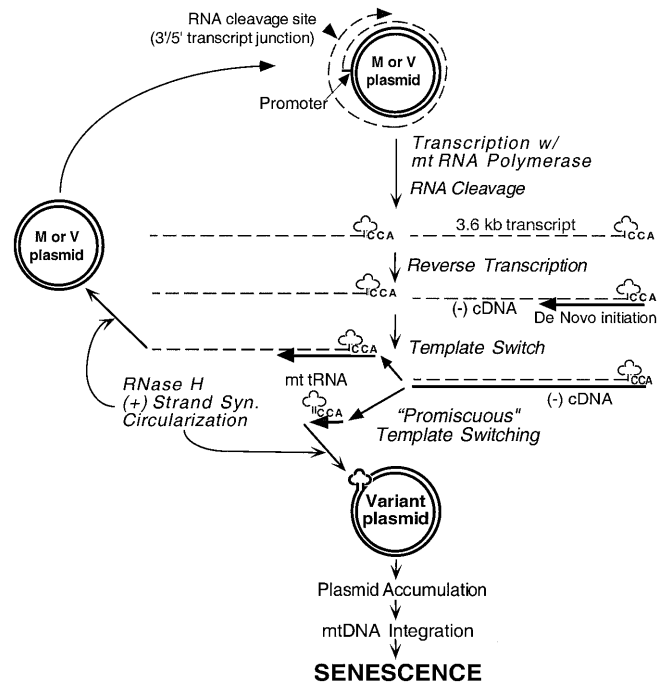 RNA cleavage site
(3'/5' transcript junction)
M or V
plasmid
Promoter
Transcription w/
mt RNA Polymerase
RNA Cleavage
M or V
plasmid
CCA
3.6 kb transcript
CCA
Reverse Transcription
CCA
(-) cDNA
CCA
De Novo initiation
Template Switch
CCA
mt tRNA
CCA
RNase H
(+) Strand Syn.
Circularization
CCA
(-) cDNA
"Promiscuous"
Template Switching
Variant
plasmid
Plasmid Accumulation
mtDNA Integration
SENESCENCE